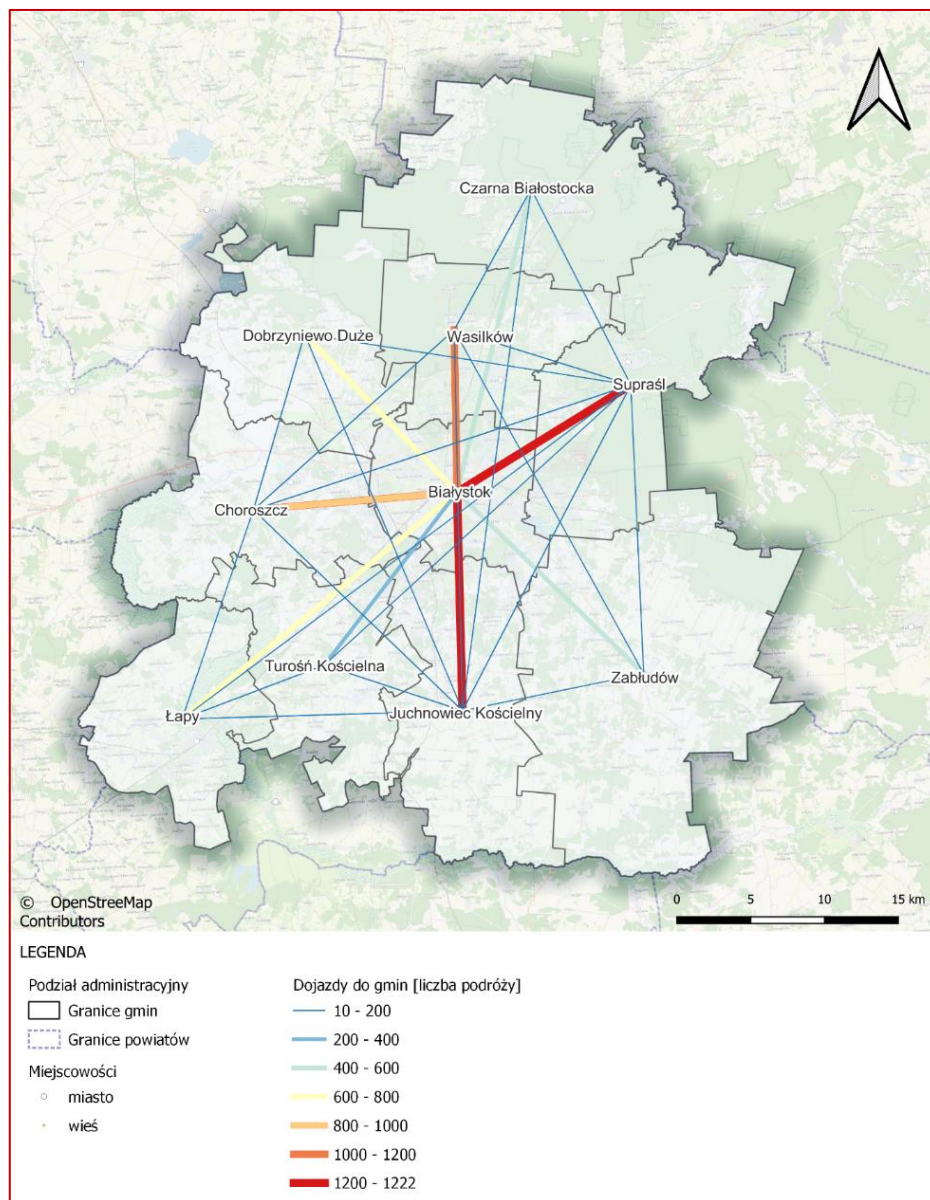 Czarna Białostocka
Dobrzyniewo Duże
Wasilków
Supraśl
Białystok
Choroszcz
Turośń Kościelna
Zabłudów
Łapy
Juchnowiec Kościelny
© OpenStreetMap
Contributors
0 5 10 15 km
LEGENDA
Podział administracyjny
Granice gmin
Granice powiatów
Miejscowości
miasto
wieś
Dojazdy do gmin [liczba podróży]
10 - 200
200 - 400
400 - 600
600 - 800
800 - 1000
1000 - 1200
1200 - 1222